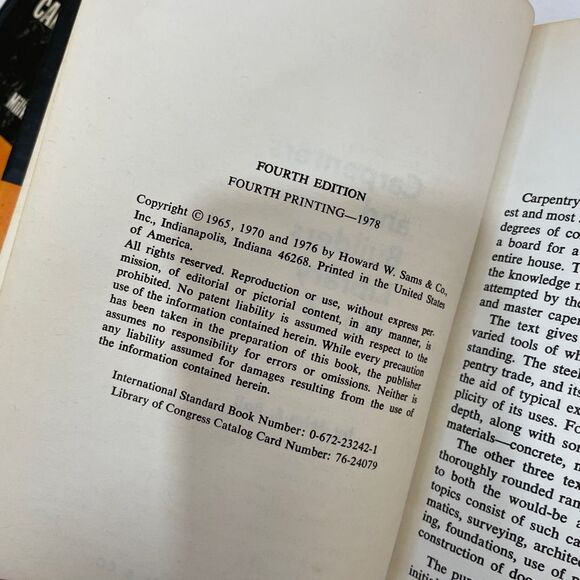 FOURTH EDITION
FOURTH PRINTING—1978
Copyright © 1965, 1970 and 1976 by Howard W. Sams & Co.,
Inc., Indianapolis, Indiana 46268. Printed in the United States
of America.
All rights reserved. Reproduction or use, without express per-
mission, of editorial or pictorial content, in any manner, is
prohibited. No patent liability is assumed with respect to the
use of the information contained herein. While every precaution
has been taken in the preparation of this book, the publisher
assumes no responsibility for errors or omissions. Neither is
any liability assumed for damages resulting from the use of
the information contained herein.
International Standard Book Number: 0-672-23242-1
Library of Congress Catalog Card Number: 76-24079
Carpentry
est and most
degrees of co
a board for a
entire house. T
the knowledge n
attempted by the
and master caper
The text gives
varied tools of wh
standing. The steel
pentry trade, and its
the aid of typical ex
plicity of its uses. Fo
depth, along with son
materials—concrete, m
The other three tex
thoroughly rounded ran
to both the would-be a
topics consist of such ca
matics, surveying, archite
ing, foundations, use of
construction of doo
The pur
initial